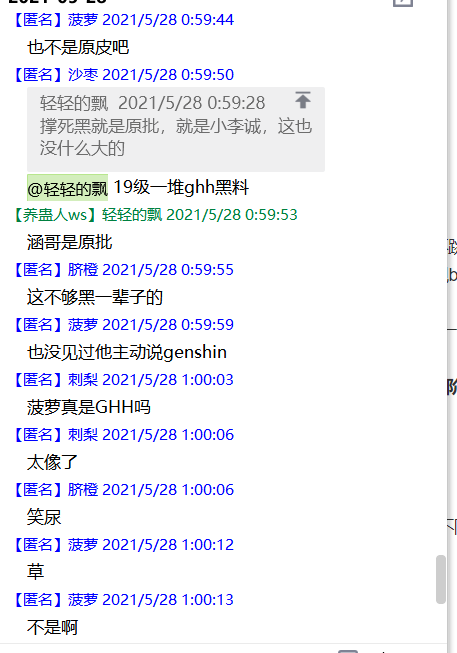 【匿名】菠萝 2021/5/28 0:59:44
也不是原皮吧
【匿名】沙枣 2021/5/28 0:59:50
轻轻的飘 2021/5/28 0:59:28
撑死黑就是原批，就是小李诚，这也
没什么大的
@轻轻的飘 19级一堆ghh黑料
【养蛊人ws】轻轻的飘 2021/5/28 0:59:53
涵哥是原批
【匿名】脐橙 2021/5/28 0:59:55
这不够黑一辈子的
【匿名】菠萝 2021/5/28 0:59:59
也没见过他主动说genshin
【匿名】刺梨 2021/5/28 1:00:03
菠萝真是GHH吗
【匿名】刺梨 2021/5/28 1:00:06
太像了
【匿名】脐橙 2021/5/28 1:00:06
笑尿
【匿名】菠萝 2021/5/28 1:00:12
草
【匿名】菠萝 2021/5/28 1:00:13
不是啊